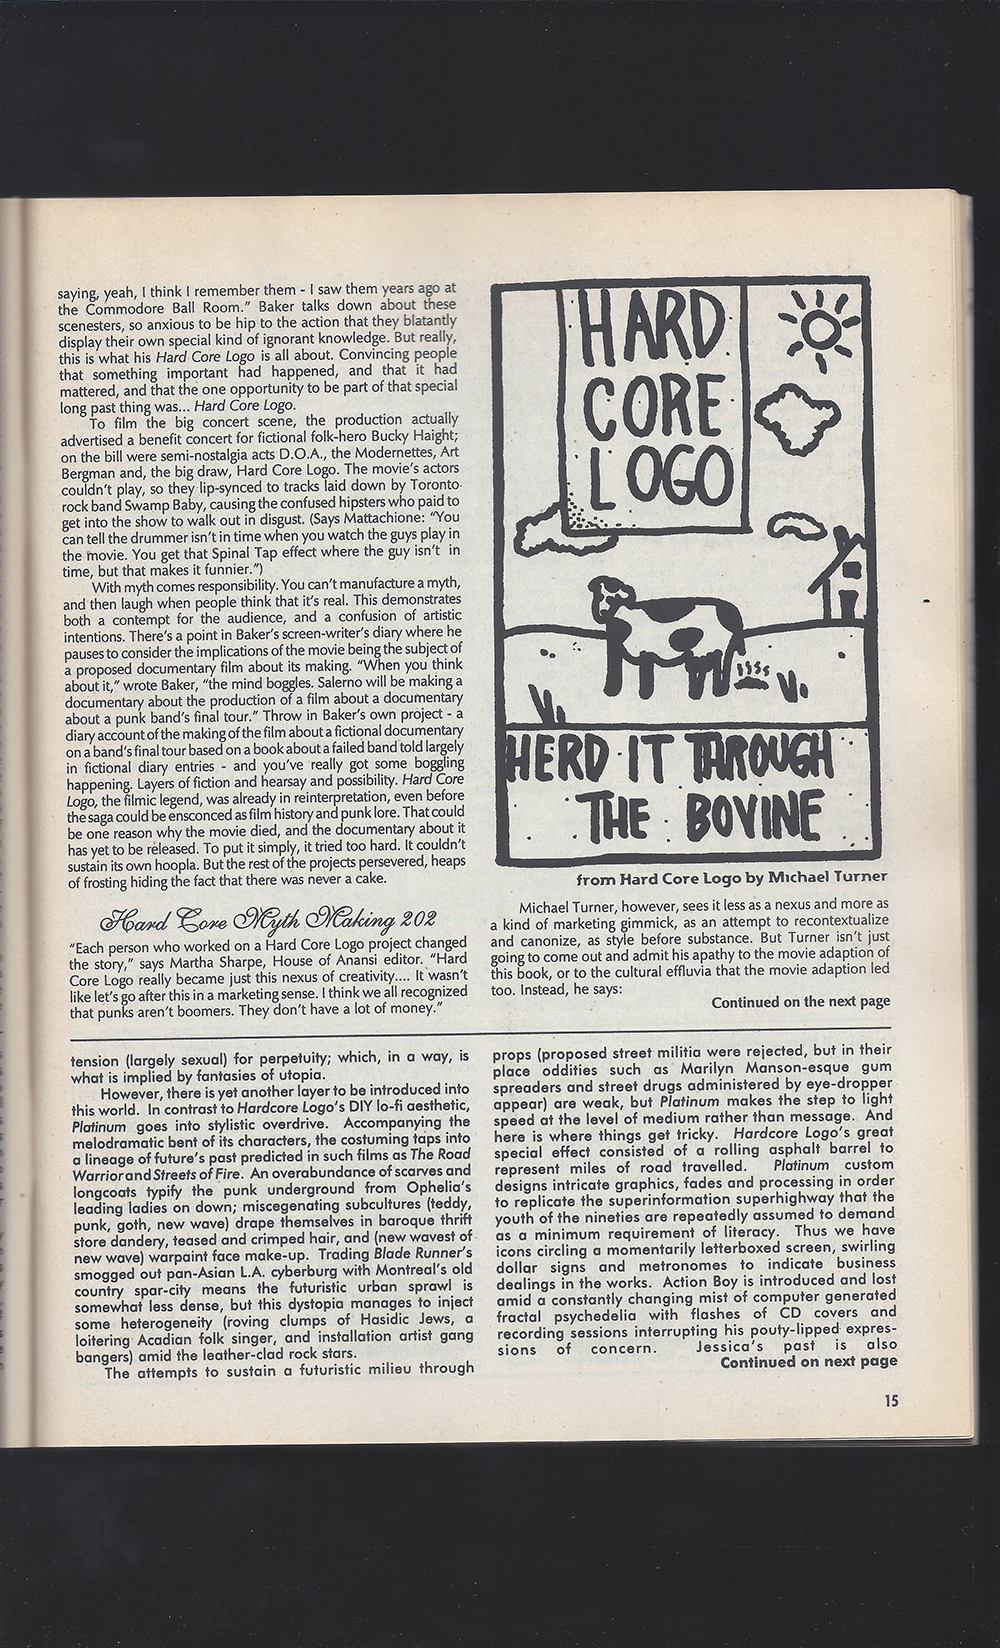 saying, yeah, I think I remember them - I saw them years ago at
the Commodore Ball Room." Baker talks down about these
scenesters, so anxious to be hip to the action that they blatantly
display their own special kind of ignorant knowledge. But really,
this is what his Hard Core Logo is all about. Convincing people
that something important had happened, and that it had
mattered, and that the one opportunity to be part of that special
long past thing was... Hard Core Logo.
To film the big concert scene, the production actually
advertised a benefit concert for fictional folk-hero Bucky Haight;
on the bill were semi-nostalgia acts D.O.A., the Modernettes, Art
Bergman and, the big draw, Hard Core Logo. The movie's actors
couldn't play, so they lip-synced to tracks laid down by Toronto
rock band Swamp Baby, causing the confused hipsters who paid to
get into the show to walk out in disgust. (Says Mattachione: "You
can tell the drummer isn't in time when you watch the guys play in
the movie. You get that Spinal Tap effect where the guy isn't in
time, but that makes it funnier.")
With myth comes responsibility. You can't manufacture a myth,
and then laugh when people think that it's real. This demonstrates
both a contempt for the audience, and a confusion of artistic
intentions. There's a point in Baker's screen-writer's diary where he
pauses to consider the implications of the movie being the subject of
a proposed documentary film about its making. "When you think
about it," wrote Baker, "the mind boggles. Salerno will be making a
documentary about the production of a film about a documentary
about a punk band's final tour." Throw in Baker's own project - a
diary account of the making of the film about a fictional documentary
on a band's final tour based on a book about a failed band told largely
in fictional diary entries - and you've really got some boggling
happening. Layers of fiction and hearsay and possibility. Hard Core
Logo, the filmic legend, was already in reinterpretation, even before
the saga could be ensconced as film history and punk lore. That could
be one reason why the movie died, and the documentary about it
has yet to be released. To put it simply, it tried too hard. It couldn't
sustain its own hoopla. But the rest of the projects persevered, heaps
of frosting hiding the fact that there was never a cake.
Hard Core Myth Making 202
"Each person who worked on a Hard Core Logo project changed
the story," says Martha Sharpe, House of Anansi editor. "Hard
Core Logo really became just this nexus of creativity.... It wasn't
like let's go after this in a marketing sense. I think we all recognized
that punks aren't boomers. They don't have a lot of money."
HARD
CORE
LOGO
HERD IT THROUGH
THE BOVINE
from Hard Core Logo by Michael Turner
Michael Turner, however, sees it less as a nexus and more as
a kind of marketing gimmick, as an attempt to recontextualize
and canonize, as style before substance. But Turner isn't just
going to come out and admit his apathy to the movie adaption of
this book, or to the cultural effluvia that the movie adaption led
too. Instead, he says:
Continued on the next page
tension (largely sexual) for perpetuity; which, in a way, is
what is implied by fantasies of utopia.
However, there is yet another layer to be introduced into
this world. In contrast to Hardcore Logo's DIY lo-fi aesthetic,
Platinum goes into stylistic overdrive. Accompanying the
melodramatic bent of its characters, the costuming taps into
a lineage of future's past predicted in such films as The Road
Warrior and Streets of Fire. An overabundance of scarves and
longcoats typify the punk underground from Ophelia's
leading ladies on down; miscegenating subcultures (teddy,
punk, goth, new wave) drape themselves in baroque thrift
store dandery, teased and crimped hair, and (new wavest of
new wave) warpaint face make-up. Trading Blade Runner's
smogged out pan-Asian L.A. cyberburg with Montreal's old
country spar-city means the futuristic urban sprawl is
somewhat less dense, but this dystopia manages to inject
some heterogeneity (roving clumps of Hasidic Jews, a
loitering Acadian folk singer, and installation artist gang
bangers) amid the leather-clad rock stars.
The attempts to sustain a futuristic milieu through
props (proposed street militia were rejected, but in their
place oddities such as Marilyn Manson-esque gum
spreaders and street drugs administered by eye-dropper
appear) are weak, but Platinum makes the step to light
speed at the level of medium rather than message. And
here is where things get tricky. Hardcore Logo's great
special effect consisted of a rolling asphalt barrel to
represent miles of road travelled. Platinum custom
designs intricate graphics, fades and processing in order
to replicate the superinformation superhighway that the
youth of the nineties are repeatedly assumed to demand
as a minimum requirement of literacy. Thus we have
icons circling a momentarily letterboxed screen, swirling
dollar signs and metronomes to indicate business
dealings in the works. Action Boy is introduced and lost
amid a constantly changing mist of computer generated
fractal psychedelia with flashes of CD covers and
recording sessions interrupting his pouty-lipped expres-
sions of concern. Jessica's past is also
Continued on next page
15